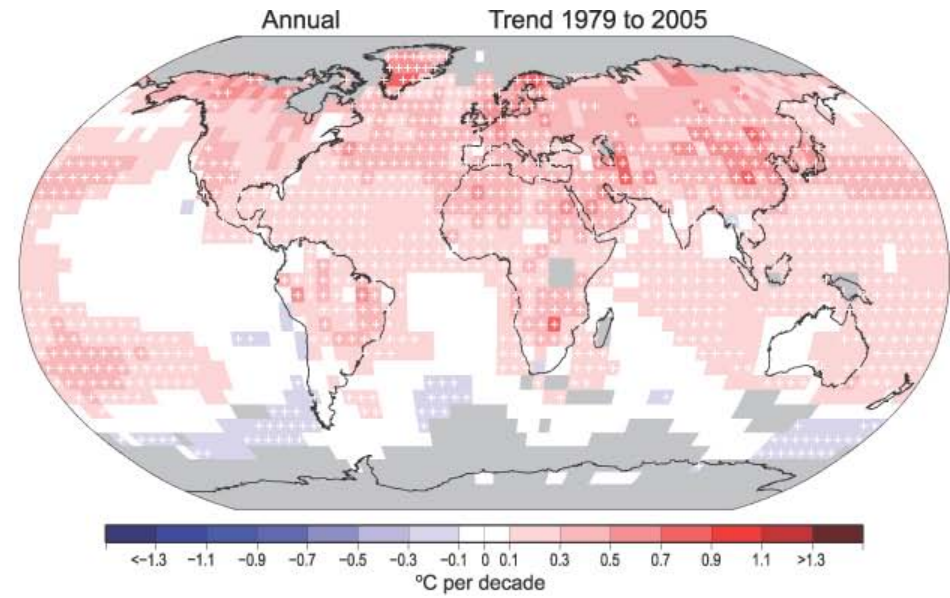 Annual Trend 1979 to 2005
<−1.3 −1.1 −0.9 −0.7 −0.5 −0.3 −0.1 0 0.1 0.3 0.5 0.7 0.9 1.1 >1.3
ºC per decade